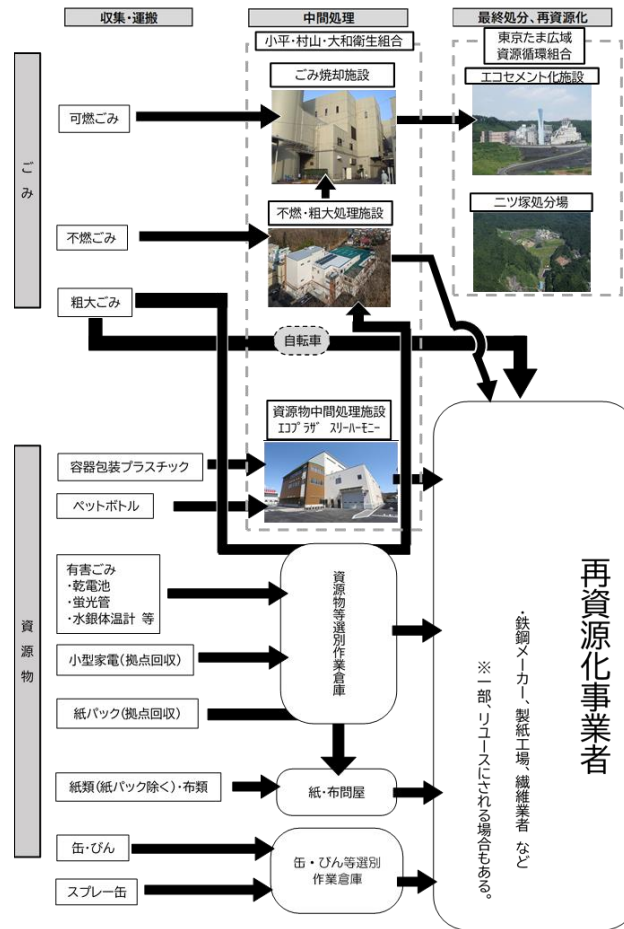 収集・運搬
中間処理
最終処分、再資源化
小平・村山・大和衛生組合
東京たま広域
資源循環組合
ごみ焼却施設
エコセメント化施設
可燃ごみ
ごみ
不燃・粗大処理施設
二ツ塚処分場
不燃ごみ
粗大ごみ
自転車
資源物中間処理施設
エコプラザ スリーハーモニー
容器包装プラスチック
ペットボトル
有害ごみ
・乾電池
・蛍光管
・水銀体温計 等
資源物等選別作業倉庫
資源物
小型家電(拠点回収)
紙パック(拠点回収)
紙類(紙パック除く)・布類
紙・布問屋
缶・びん
缶・びん等選別
作業倉庫
スプレー缶
再資源化事業者
・鉄鋼メーカー、製紙工場、繊維業者 など
※一部、リユースにされる場合もある。